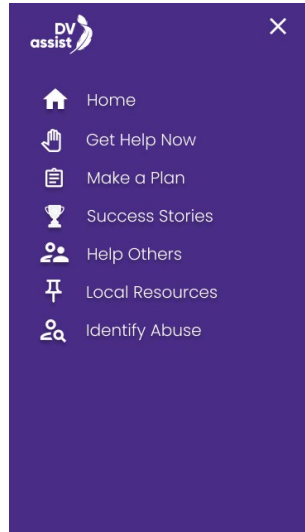 DV
assist
Home
Get Help Now
Make a Plan
Success Stories
Help Others
Local Resources
Identify Abuse